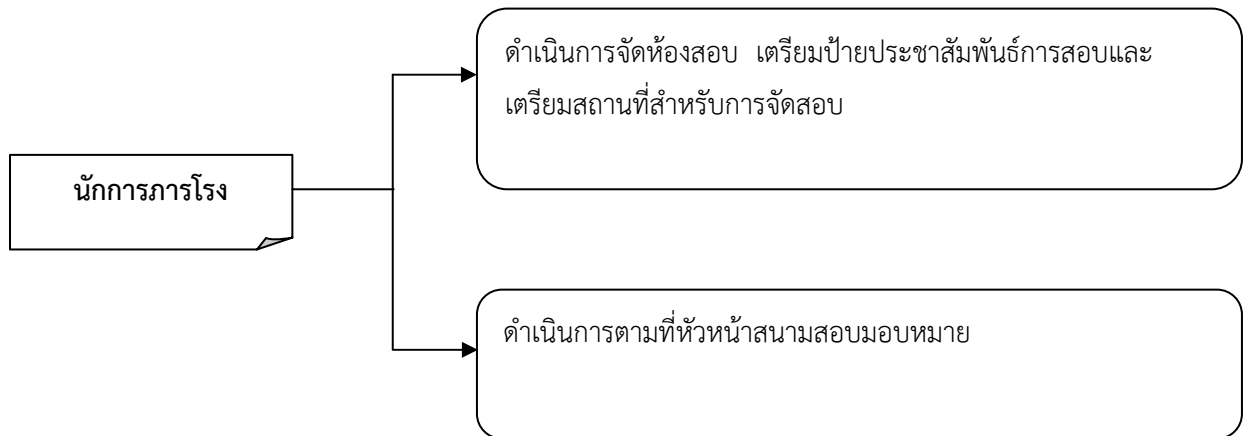 ดำเนินการจัดห้องสอบ เตรียมป้ายประชาสัมพันธ์การสอบและ
เตรียมสถานที่สำหรับการจัดสอบ
นักการภารโรง
ดำเนินการตามที่หัวหน้าสนามสอบมอบหมาย